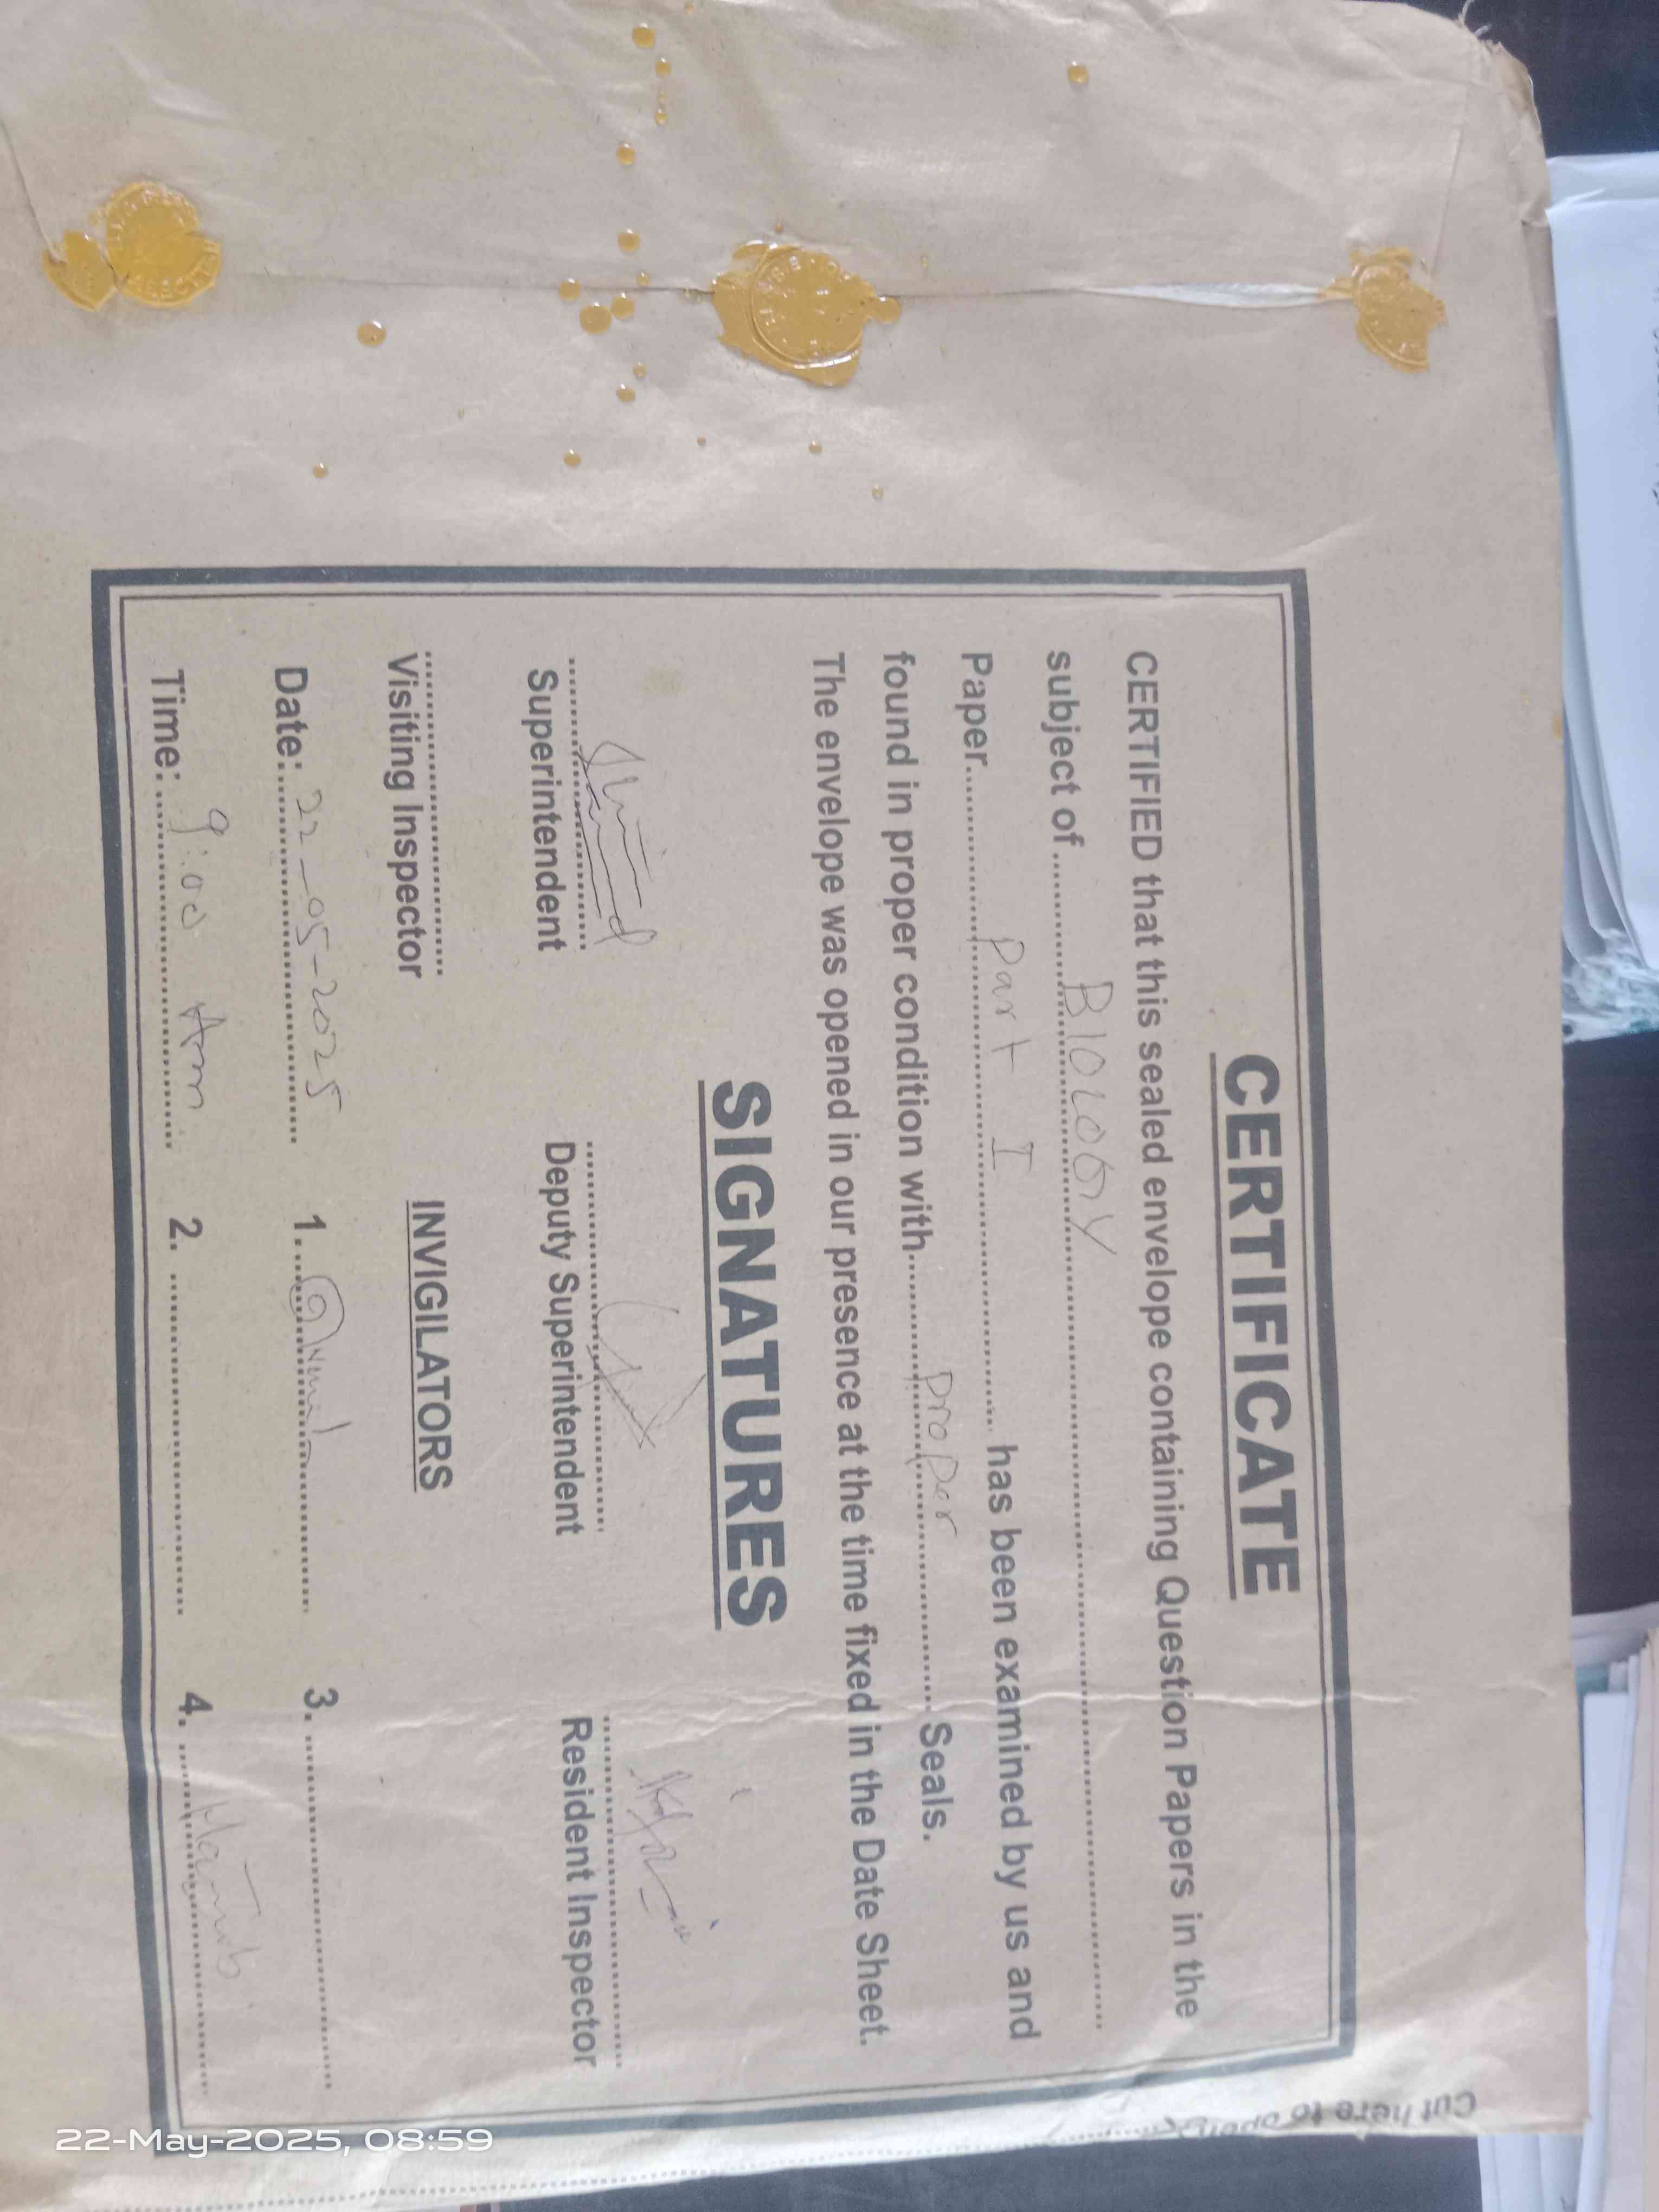 CERTIFICATE
CERTIFIED that this sealed envelope containing Question Papers in the
subject of..........BIOLOGY..........
Paper..........Part I.......... has been examined by us and
found in proper condition with..........proper.......... Seals.
The envelope was opened in our presence at the time fixed in the Date Sheet.
SIGNATURES
Superintendent Deputy Superintendent Resident Inspector
Visiting Inspector INVIGILATORS
Date:..........22-05-2025.......... 1. .......... 3. ..........
Time:..........9:00 Am.......... 2. .......... 4. ..........
Cut here to open
22-May-2025, 08:59